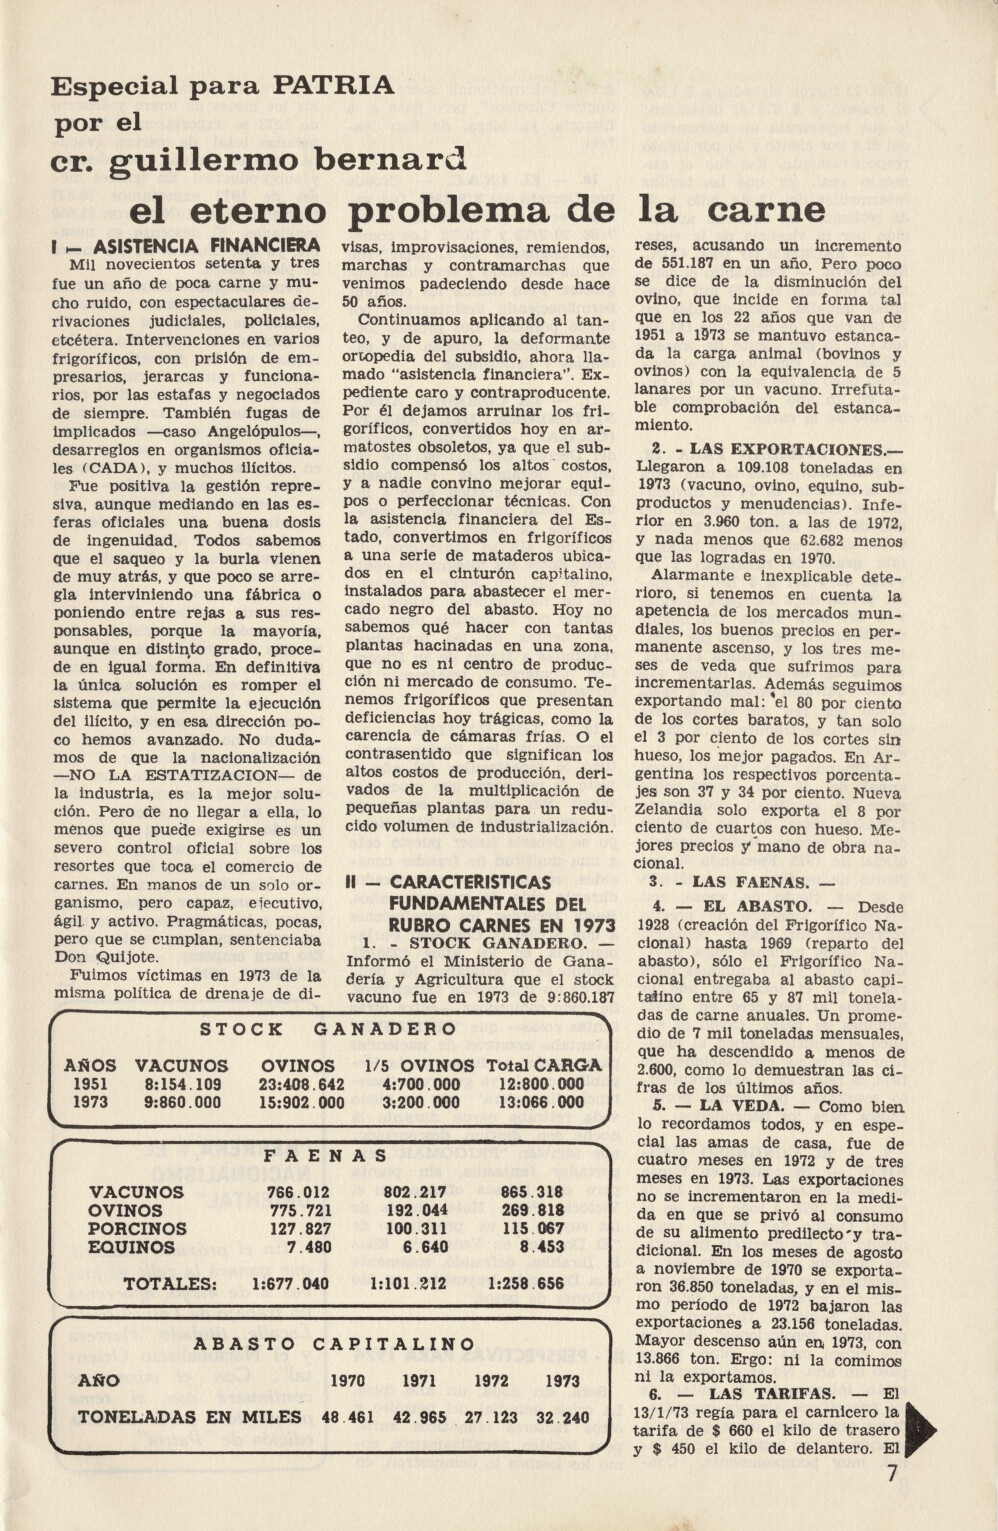 Especial para PATRIA
por el
cr. guillermo bernard
el eterno problema de la carne
I — ASISTENCIA FINANCIERA
Mil novecientos setenta y tres
fue un año de poca carne y mu-
cho ruido, con espectaculares de-
rivaciones judiciales, policiales,
etcétera. Intervenciones en varios
frigoríficos, con prisión de em-
presarios, jerarcas y funciona-
rios, por las estafas y negociados
de siempre. También fugas de
implicados —caso Angelópulos—,
desarreglos en organismos oficia-
les (CADA), y muchos ilícitos.
Fue positiva la gestión repre-
siva, aunque mediando en las es-
feras oficiales una buena dosis
de ingenuidad. Todos sabemos
que el saqueo y la burla vienen
de muy atrás, y que poco se arre-
gla interviniendo una fábrica o
poniendo entre rejas a sus res-
ponsables, porque la mayoría,
aunque en distinto grado, proce-
de en igual forma. En definitiva
la única solución es romper el
sistema que permite la ejecución
del ilícito, y en esa dirección po-
co hemos avanzado. No duda-
mos de que la nacionalización
—NO LA ESTATIZACION— de
la industria, es la mejor solu-
ción. Pero de no llegar a ella, lo
menos que puede exigirse es un
severo control oficial sobre los
resortes que toca el comercio de
carnes. En manos de un solo or-
ganismo, pero capaz, ejecutivo,
ágil y activo. Pragmáticas, pocas,
pero que se cumplan, sentenciaba
Don Quijote.
Fuimos víctimas en 1973 de la
misma política de drenaje de di-
visas, improvisaciones, remiendos,
marchas y contramarchas que
venimos padeciendo desde hace
50 años.
Continuamos aplicando al tan-
teo, y de apuro, la deformante
ortopedia del subsidio, ahora lla-
mado "asistencia financiera". Ex-
pediente caro y contraproducente.
Por él dejamos arruinar los fri-
goríficos, convertidos hoy en ar-
matostes obsoletos, ya que el sub-
sidio compensó los altos costos,
y a nadie convino mejorar equi-
pos o perfeccionar técnicas. Con
la asistencia financiera del Es-
tado, convertimos en frigoríficos
a una serie de mataderos ubica-
dos en el cinturón capitalino,
instalados para abastecer el mer-
cado negro del abasto. Hoy no
sabemos qué hacer con tantas
plantas hacinadas en una zona,
que no es ni centro de produc-
ción ni mercado de consumo. Te-
nemos frigoríficos que presentan
deficiencias hoy trágicas, como la
carencia de cámaras frías. O el
contrasentido que significan los
altos costos de producción, deri-
vados de la multiplicación de
pequeñas plantas para un redu-
cido volumen de industrialización.
II — CARACTERISTICAS
FUNDAMENTALES DEL
RUBRO CARNES EN 1973
1. - STOCK GANADERO. —
Informó el Ministerio de Gana-
dería y Agricultura que el stock
vacuno fue en 1973 de 9:860.187
reses, acusando un incremento
de 551.187 en un año. Pero poco
se dice de la disminución del
ovino, que incide en forma tal
que en los 22 años que van de
1951 a 1973 se mantuvo estanca-
da la carga animal (bovinos y
ovinos) con la equivalencia de 5
lanares por un vacuno. Irrefuta-
ble comprobación del estanca-
miento.
2. - LAS EXPORTACIONES.—
Llegaron a 109.108 toneladas en
1973 (vacuno, ovino, equino, sub-
productos y menudencias). Infe-
rior en 3.960 ton. a las de 1972,
y nada menos que 62.682 menos
que las logradas en 1970.
Alarmante e inexplicable dete-
rioro, si tenemos en cuenta la
apetencia de los mercados mun-
diales, los buenos precios en per-
manente ascenso, y los tres me-
ses de veda que sufrimos para
incrementarlas. Además seguimos
exportando mal: el 80 por ciento
de los cortes baratos, y tan solo
el 3 por ciento de los cortes sin
hueso, los mejor pagados. En Ar-
gentina los respectivos porcenta-
jes son 37 y 34 por ciento. Nueva
Zelandia solo exporta el 8 por
ciento de cuartos con hueso. Me-
jores precios y mano de obra na-
cional.
3. - LAS FAENAS. —
4. — EL ABASTO. — Desde
1928 (creación del Frigorífico Na-
cional) hasta 1969 (reparto del
abasto), sólo el Frigorífico Na-
cional entregaba al abasto capi-
talino entre 65 y 87 mil tonela-
das de carne anuales. Un prome-
dio de 7 mil toneladas mensuales,
que ha descendido a menos de
2.600, como lo demuestran las ci-
fras de los últimos años.
5. — LA VEDA. — Como bien
lo recordamos todos, y en espe-
cial las amas de casa, fue de
cuatro meses en 1972 y de tres
meses en 1973. Las exportaciones
no se incrementaron en la medi-
da en que se privó al consumo
de su alimento predilecto y tra-
dicional. En los meses de agosto
a noviembre de 1970 se exporta-
ron 36.850 toneladas, y en el mis-
mo período de 1972 bajaron las
exportaciones a 23.156 toneladas.
Mayor descenso aún en 1973, con
13.866 ton. Ergo: ni la comimos
ni la exportamos.
6. — LAS TARIFAS. — El
13/1/73 regía para el carnicero la
tarifa de $ 660 el kilo de trasero
y $ 450 el kilo de delantero. El
STOCK GANADERO
AÑOS VACUNOS OVINOS 1/5 OVINOS Total CARGA
1951 8:154.109 23:408.642 4:700.000 12:800.000
1973 9:860.000 15:902.000 3:200.000 13:066.000
FAENAS
VACUNOS 766.012 802.217 865.318
OVINOS 775.721 192.044 269.818
PORCINOS 127.827 100.311 115.067
EQUINOS 7.480 6.640 8.453
TOTALES: 1:677.040 1:101.212 1:258.656
ABASTO CAPITALINO
AÑO 1970 1971 1972 1973
TONELADAS EN MILES 48.461 42.965 27.123 32.240
7